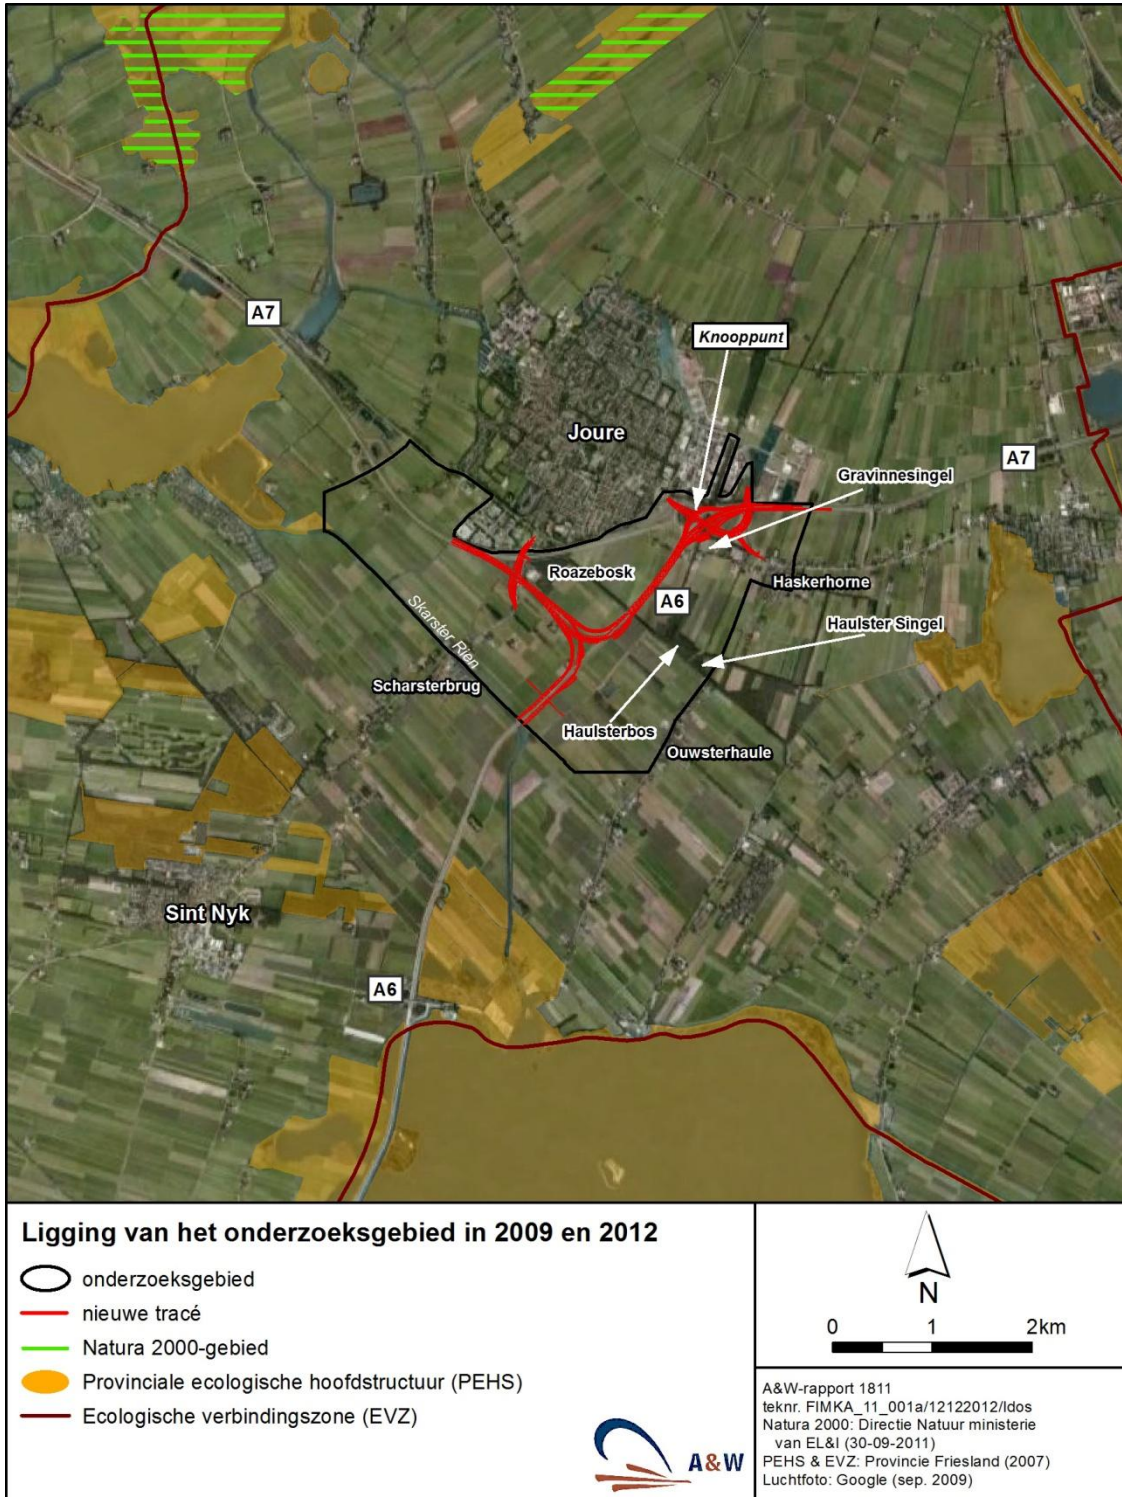 A7
Knooppunt
Joure
Gravinnesingel
A7
Roazebosk
Haskerhorne
A6
Skarster Rien
Haulster Singel
Scharsterbrug
Haulsterbos
Ouwsterhaule
Sint Nyk
A6
Ligging van het onderzoeksgebied in 2009 en 2012
onderzoeksgebied
nieuwe tracé
Natura 2000-gebied
Provinciale ecologische hoofdstructuur (PEHS)
Ecologische verbindingszone (EVZ)
A&W
N
0 1 2km
A&W-rapport 1811
teknr. FIMKA_11_001a/12122012/ldos
Natura 2000: Directie Natuur ministerie
van EL&I (30-09-2011)
PEHS & EVZ: Provincie Friesland (2007)
Luchtfoto: Google (sep. 2009)